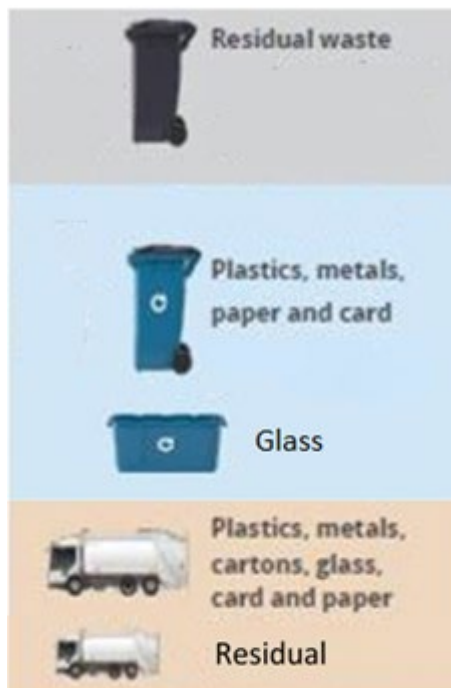 Residual waste
Plastics, metals,
paper and card
Glass
Plastics, metals,
cartons, glass,
card and paper
Residual